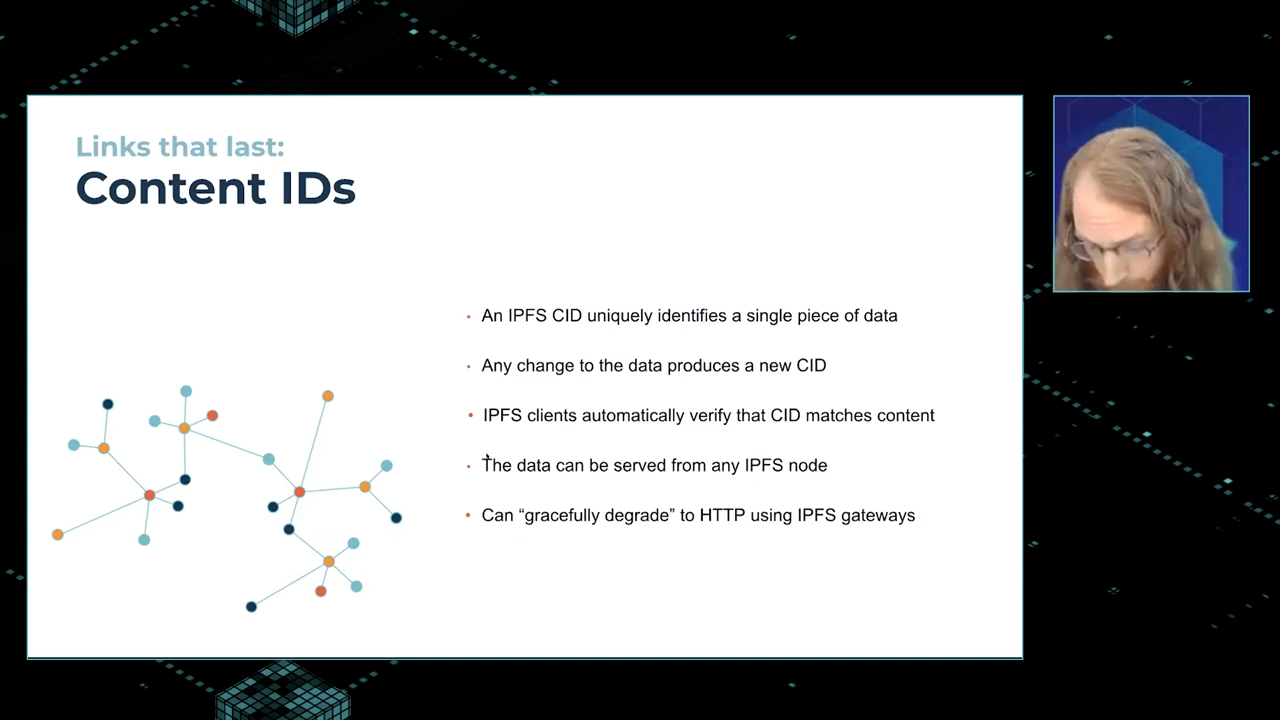 Links that last:
Content IDs
An IPFS CID uniquely identifies a single piece of data
Any change to the data produces a new CID
IPFS clients automatically verify that CID matches content
The data can be served from any IPFS node
Can “gracefully degrade” to HTTP using IPFS gateways